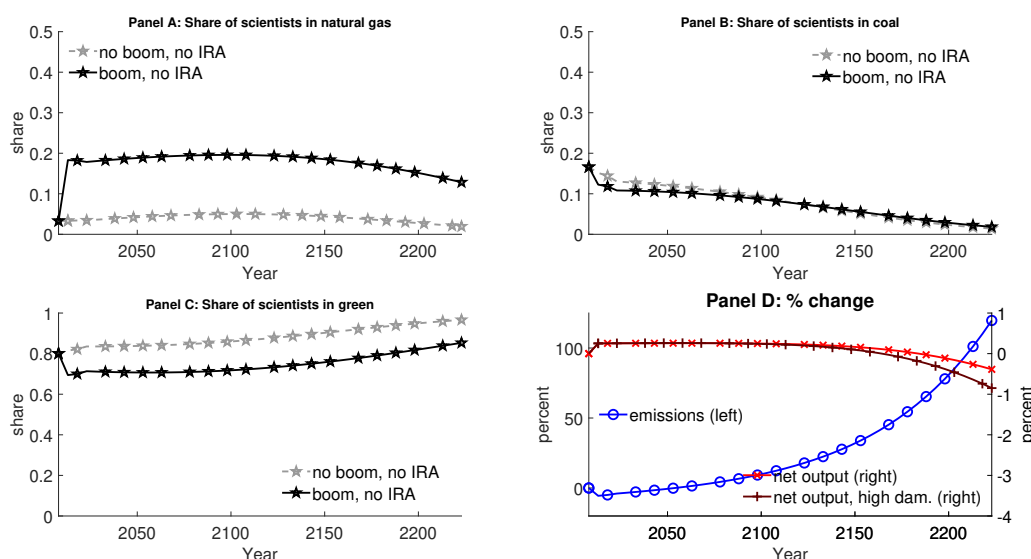 Panel A: Share of scientists in natural gas
0.5
0.4
0.3
0.2
0.1
0
share
no boom, no IRA
boom, no IRA
2050 2100 2150 2200
Year
Panel B: Share of scientists in coal
0.5
0.4
0.3
0.2
0.1
0
share
no boom, no IRA
boom, no IRA
2050 2100 2150 2200
Year
Panel C: Share of scientists in green
1
0.8
0.6
0.4
0.2
0
share
no boom, no IRA
boom, no IRA
2050 2100 2150 2200
Year
Panel D: % change
100
50
0
percent
emissions (left)
net output (right)
net output, high dam. (right)
1
0
-1
-2
-3
-4
percent
2050 2100 2150 2200
Year